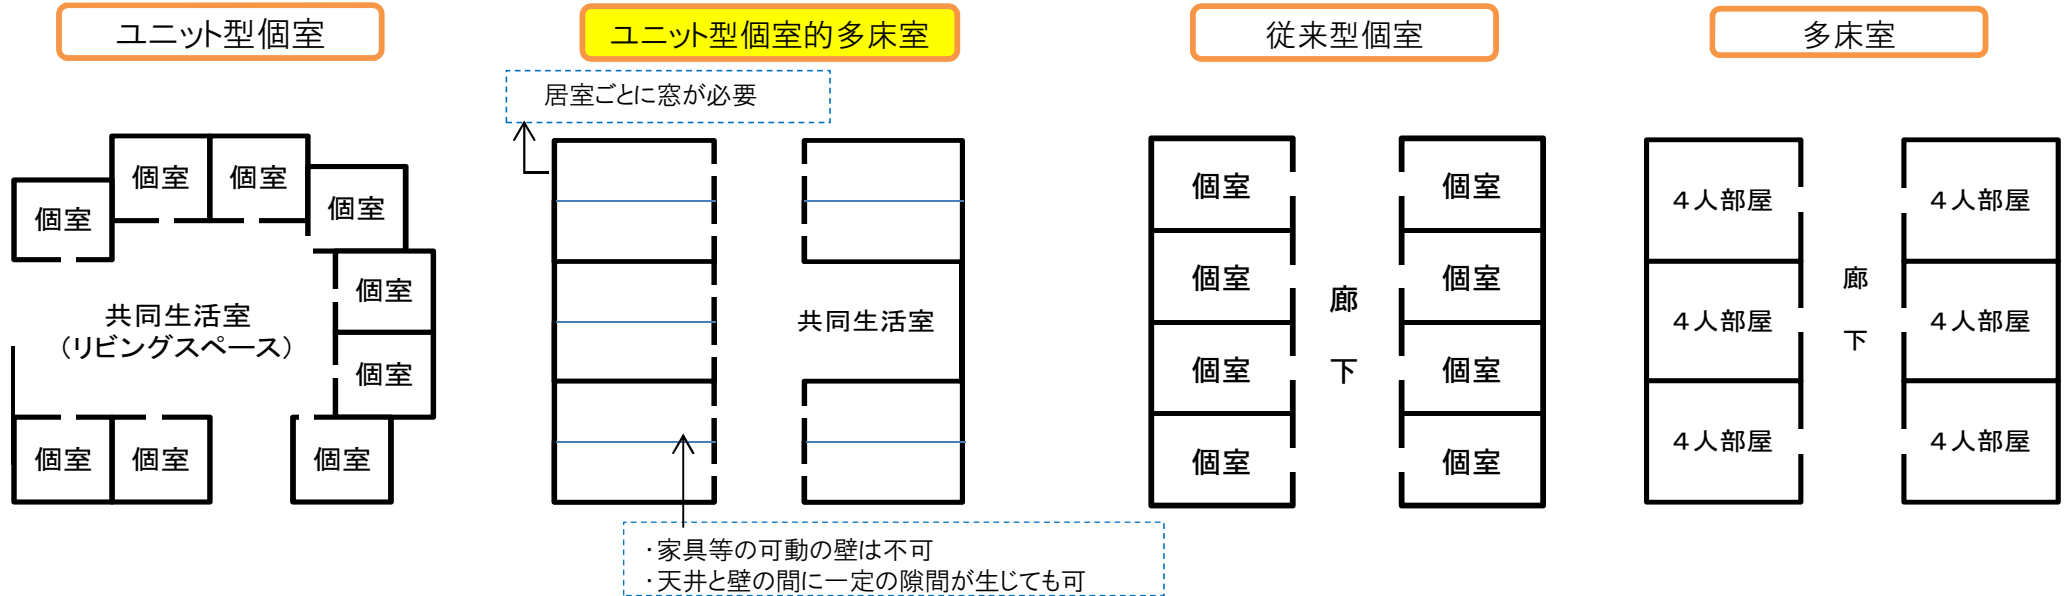 ユニット型個室
個室
個室
個室
個室
個室
個室
共同生活室
（リビングスペース）
個室
個室
個室
ユニット型個室的多床室
居室ごとに窓が必要
共同生活室
・家具等の可動の壁は不可
・天井と壁の間に一定の隙間が生じても可
従来型個室
個室
個室
個室
個室
廊
下
個室
個室
個室
個室
多床室
４人部屋
４人部屋
４人部屋
廊
下
４人部屋
４人部屋
４人部屋